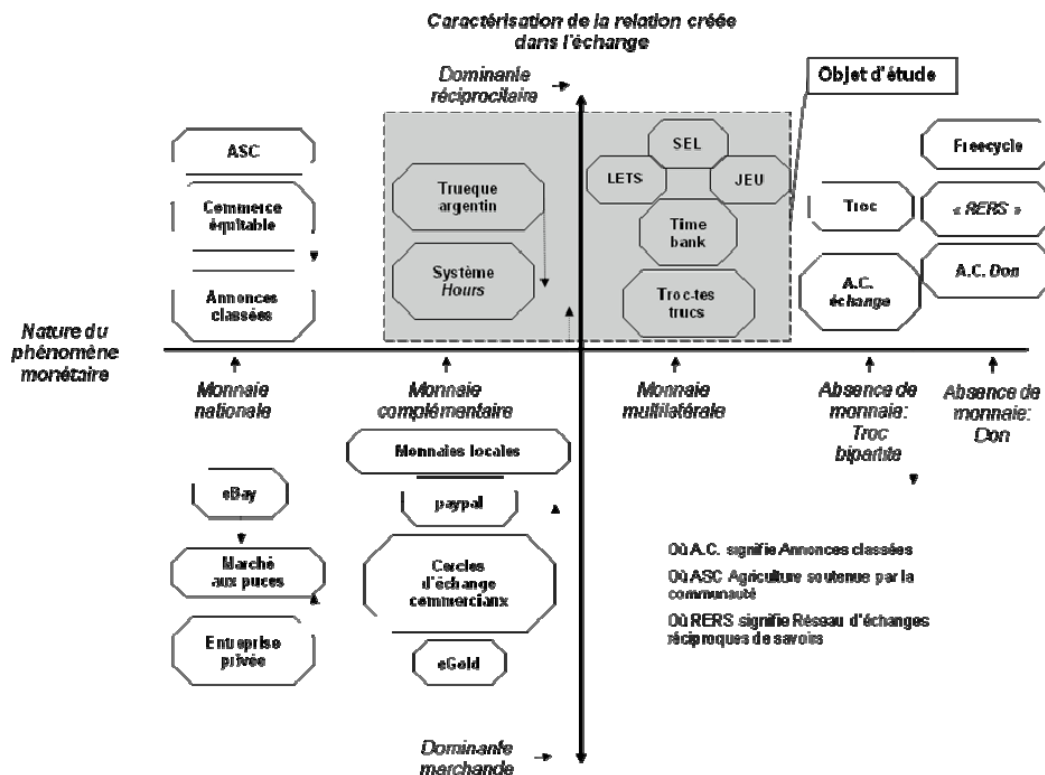 Caractérisation de la relation créée
dans l'échange
Dominante
réciprocitaire
Objet d'étude
ASC
Commerce
équitable
Annonces
classées
Trueque
argentin
Système
Hours
SEL
LETS
JEU
Time
bank
Troc-tes
trucs
Troc
A.C.
échange
Freecycle
« RERS »
A.C. Don
Nature du
phénomène
monétaire
Monnaie
nationale
Monnaie
complémentaire
Monnaie
multilatérale
Absence de
monnaie:
Troc
bipartite
Absence de
monnaie:
Don
eBay
Marché
aux puces
Entreprise
privée
Monnaies locales
paypal
Cercles
d'échange
commerciaux
eGold
Où A.C. signifie Annonces classées
Où ASC Agriculture soutenue par la
communauté
Où RERS signifie Réseau d'échanges
réciproques de savoirs
Dominante
marchande